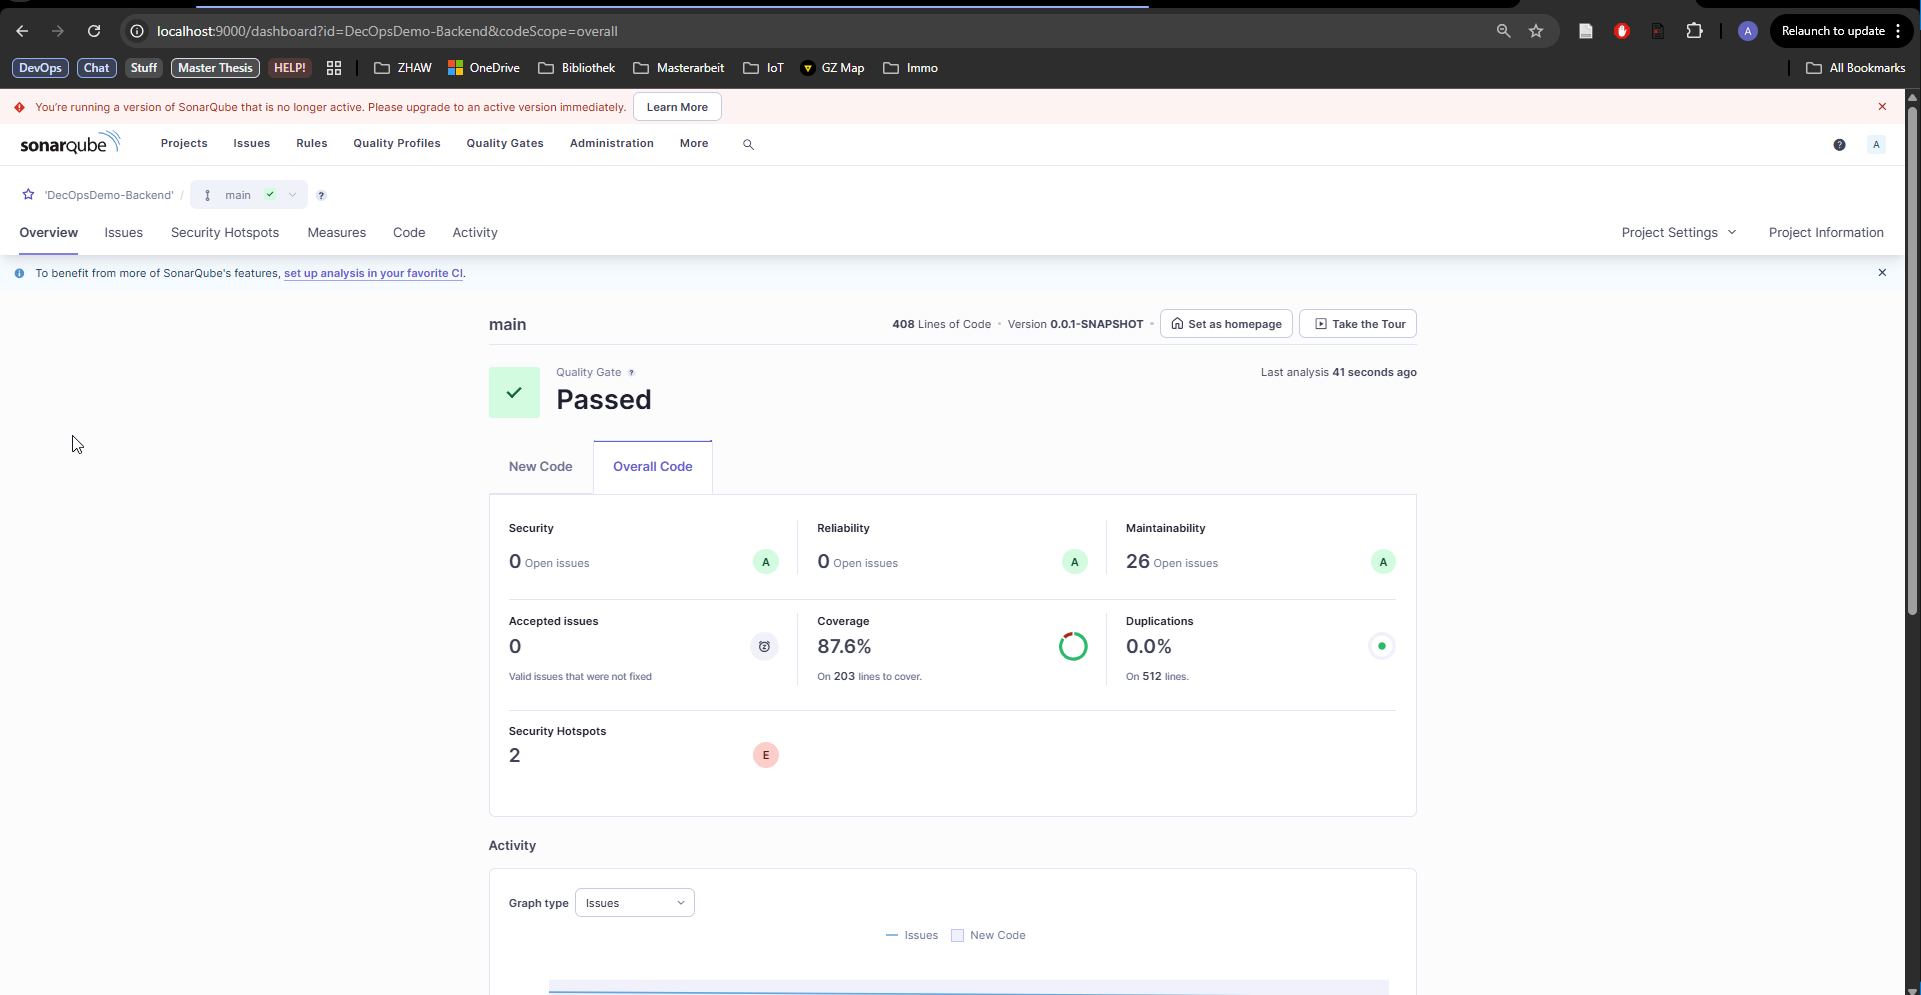 localhost:9000/dashboard?id=DecOpsDemo-Backend&codeScope=overall
A
Relaunch to update
DevOps Chat Stuff Master Thesis HELP! ZHAW OneDrive Bibliothek Masterarbeit IoT GZ Map Immo All Bookmarks
You're running a version of SonarQube that is no longer active. Please upgrade to an active version immediately. Learn More
sonarqube Projects Issues Rules Quality Profiles Quality Gates Administration More ? A
'DecOpsDemo-Backend' / main ?
Overview Issues Security Hotspots Measures Code Activity Project Settings Project Information
To benefit from more of SonarQube's features, set up analysis in your favorite CI.
main 408 Lines of Code • Version 0.0.1-SNAPSHOT • Set as homepage Take the Tour
Quality Gate ? Last analysis 41 seconds ago
Passed
New Code Overall Code
Security Reliability Maintainability
0 Open issues A 0 Open issues A 26 Open issues A
Accepted issues Coverage Duplications
0 87.6% 0.0%
Valid issues that were not fixed On 203 lines to cover. On 512 lines.
Security Hotspots
2 E
Activity
Graph type Issues
Issues New Code